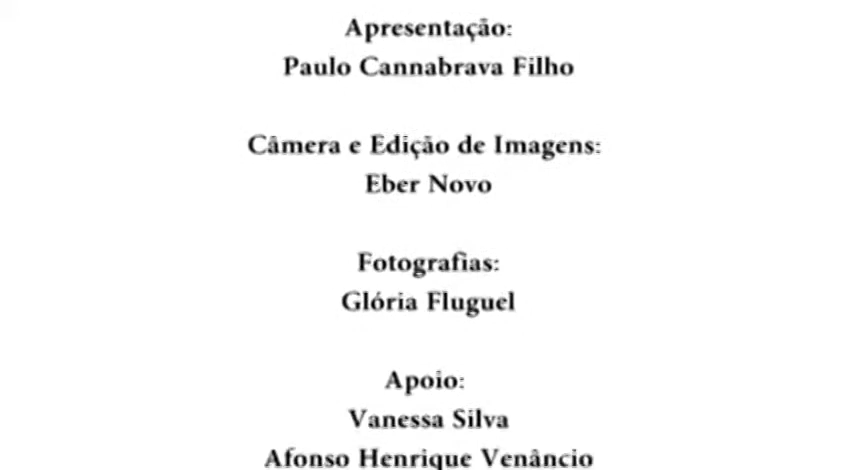 Apresentação:
Paulo Cannabrava Filho
Câmera e Edição de Imagens:
Eber Novo
Fotografias:
Glória Fluguel
Apoio:
Vanessa Silva
Afonso Henrique Venâncio